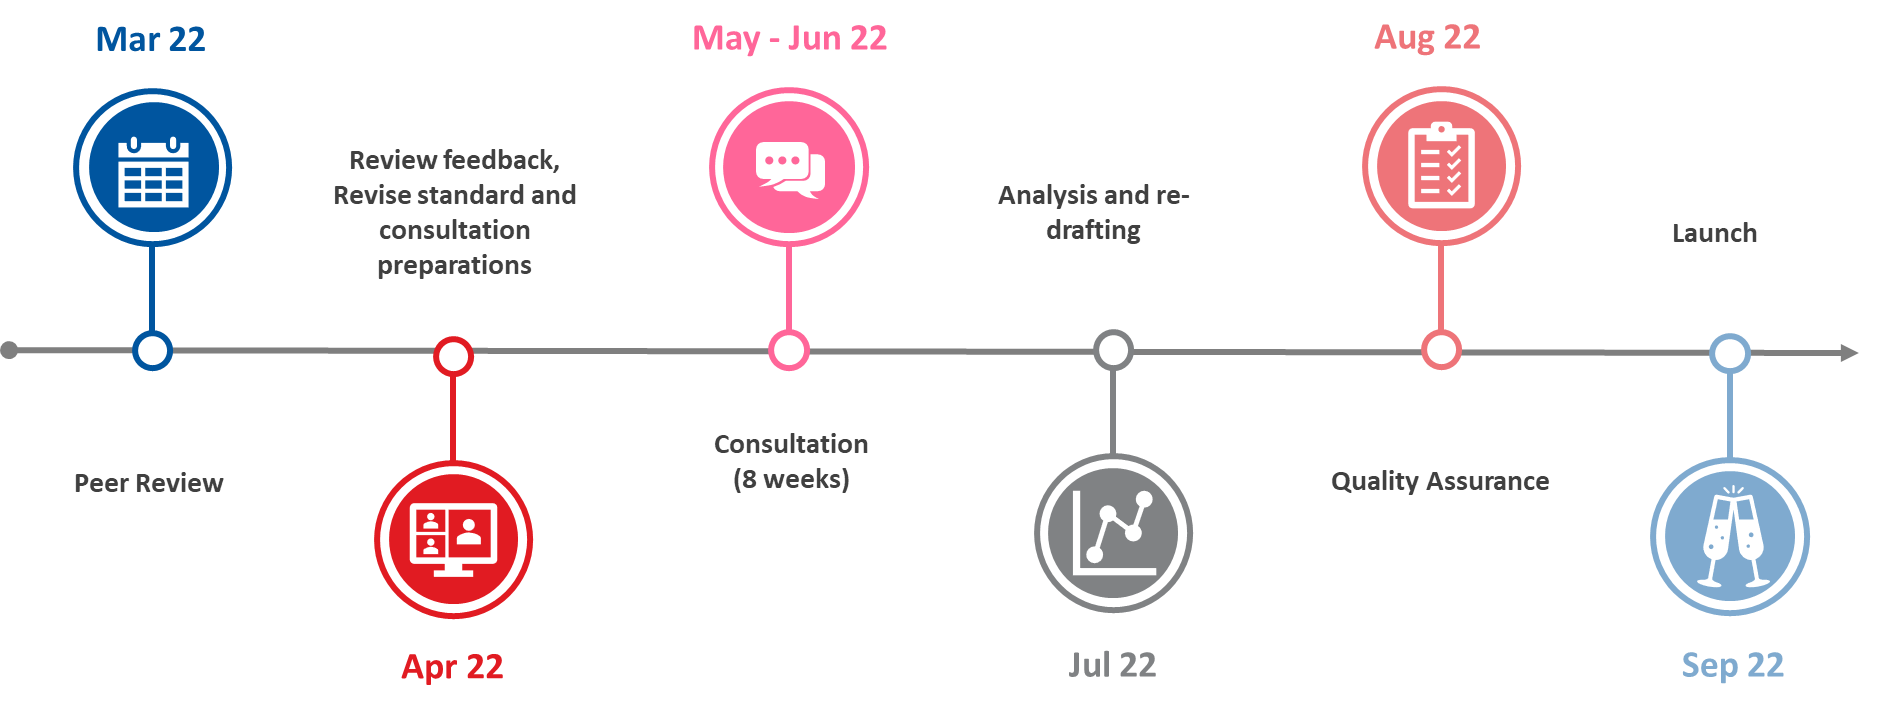 Mar 22
Peer Review
Review feedback,
Revise standard and
consultation
preparations
Apr 22
May - Jun 22
Consultation
(8 weeks)
Analysis and re-
drafting
Jul 22
Aug 22
Quality Assurance
Launch
Sep 22